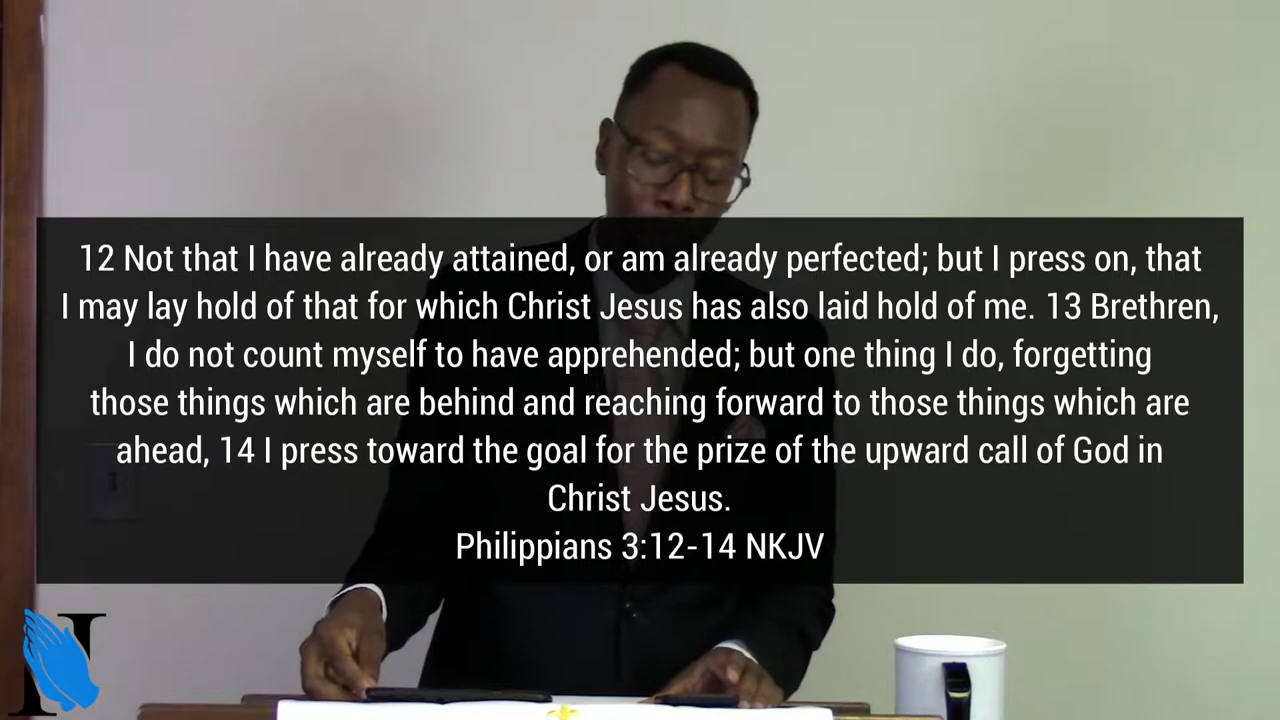 12 Not that I have already attained, or am already perfected; but I press on, that
I may lay hold of that for which Christ Jesus has also laid hold of me. 13 Brethren,
I do not count myself to have apprehended; but one thing I do, forgetting
those things which are behind and reaching forward to those things which are
ahead, 14 I press toward the goal for the prize of the upward call of God in
Christ Jesus.
Philippians 3:12-14 NKJV
N